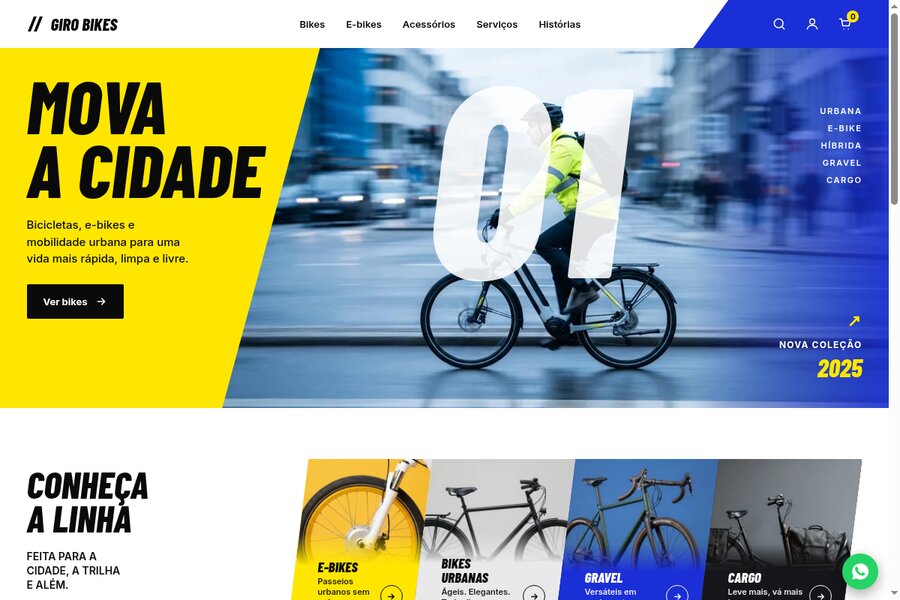 // GIRO BIKES
Bikes E-bikes Acessórios Serviços Histórias
0
MOVA
A CIDADE
Bicicletas, e-bikes e
mobilidade urbana para uma
vida mais rápida, limpa e livre.
Ver bikes →
01
URBANA
E-BIKE
HÍBRIDA
GRAVEL
CARGO
↗
NOVA COLEÇÃO
2025
CONHEÇA
A LINHA
FEITA PARA A
CIDADE, A TRILHA
E ALÉM.
E-BIKES
Passeios
urbanos sem
BIKES
URBANAS
Ágeis. Elegantes.
GRAVEL
Versáteis em
CARGO
Leve mais, vá mais